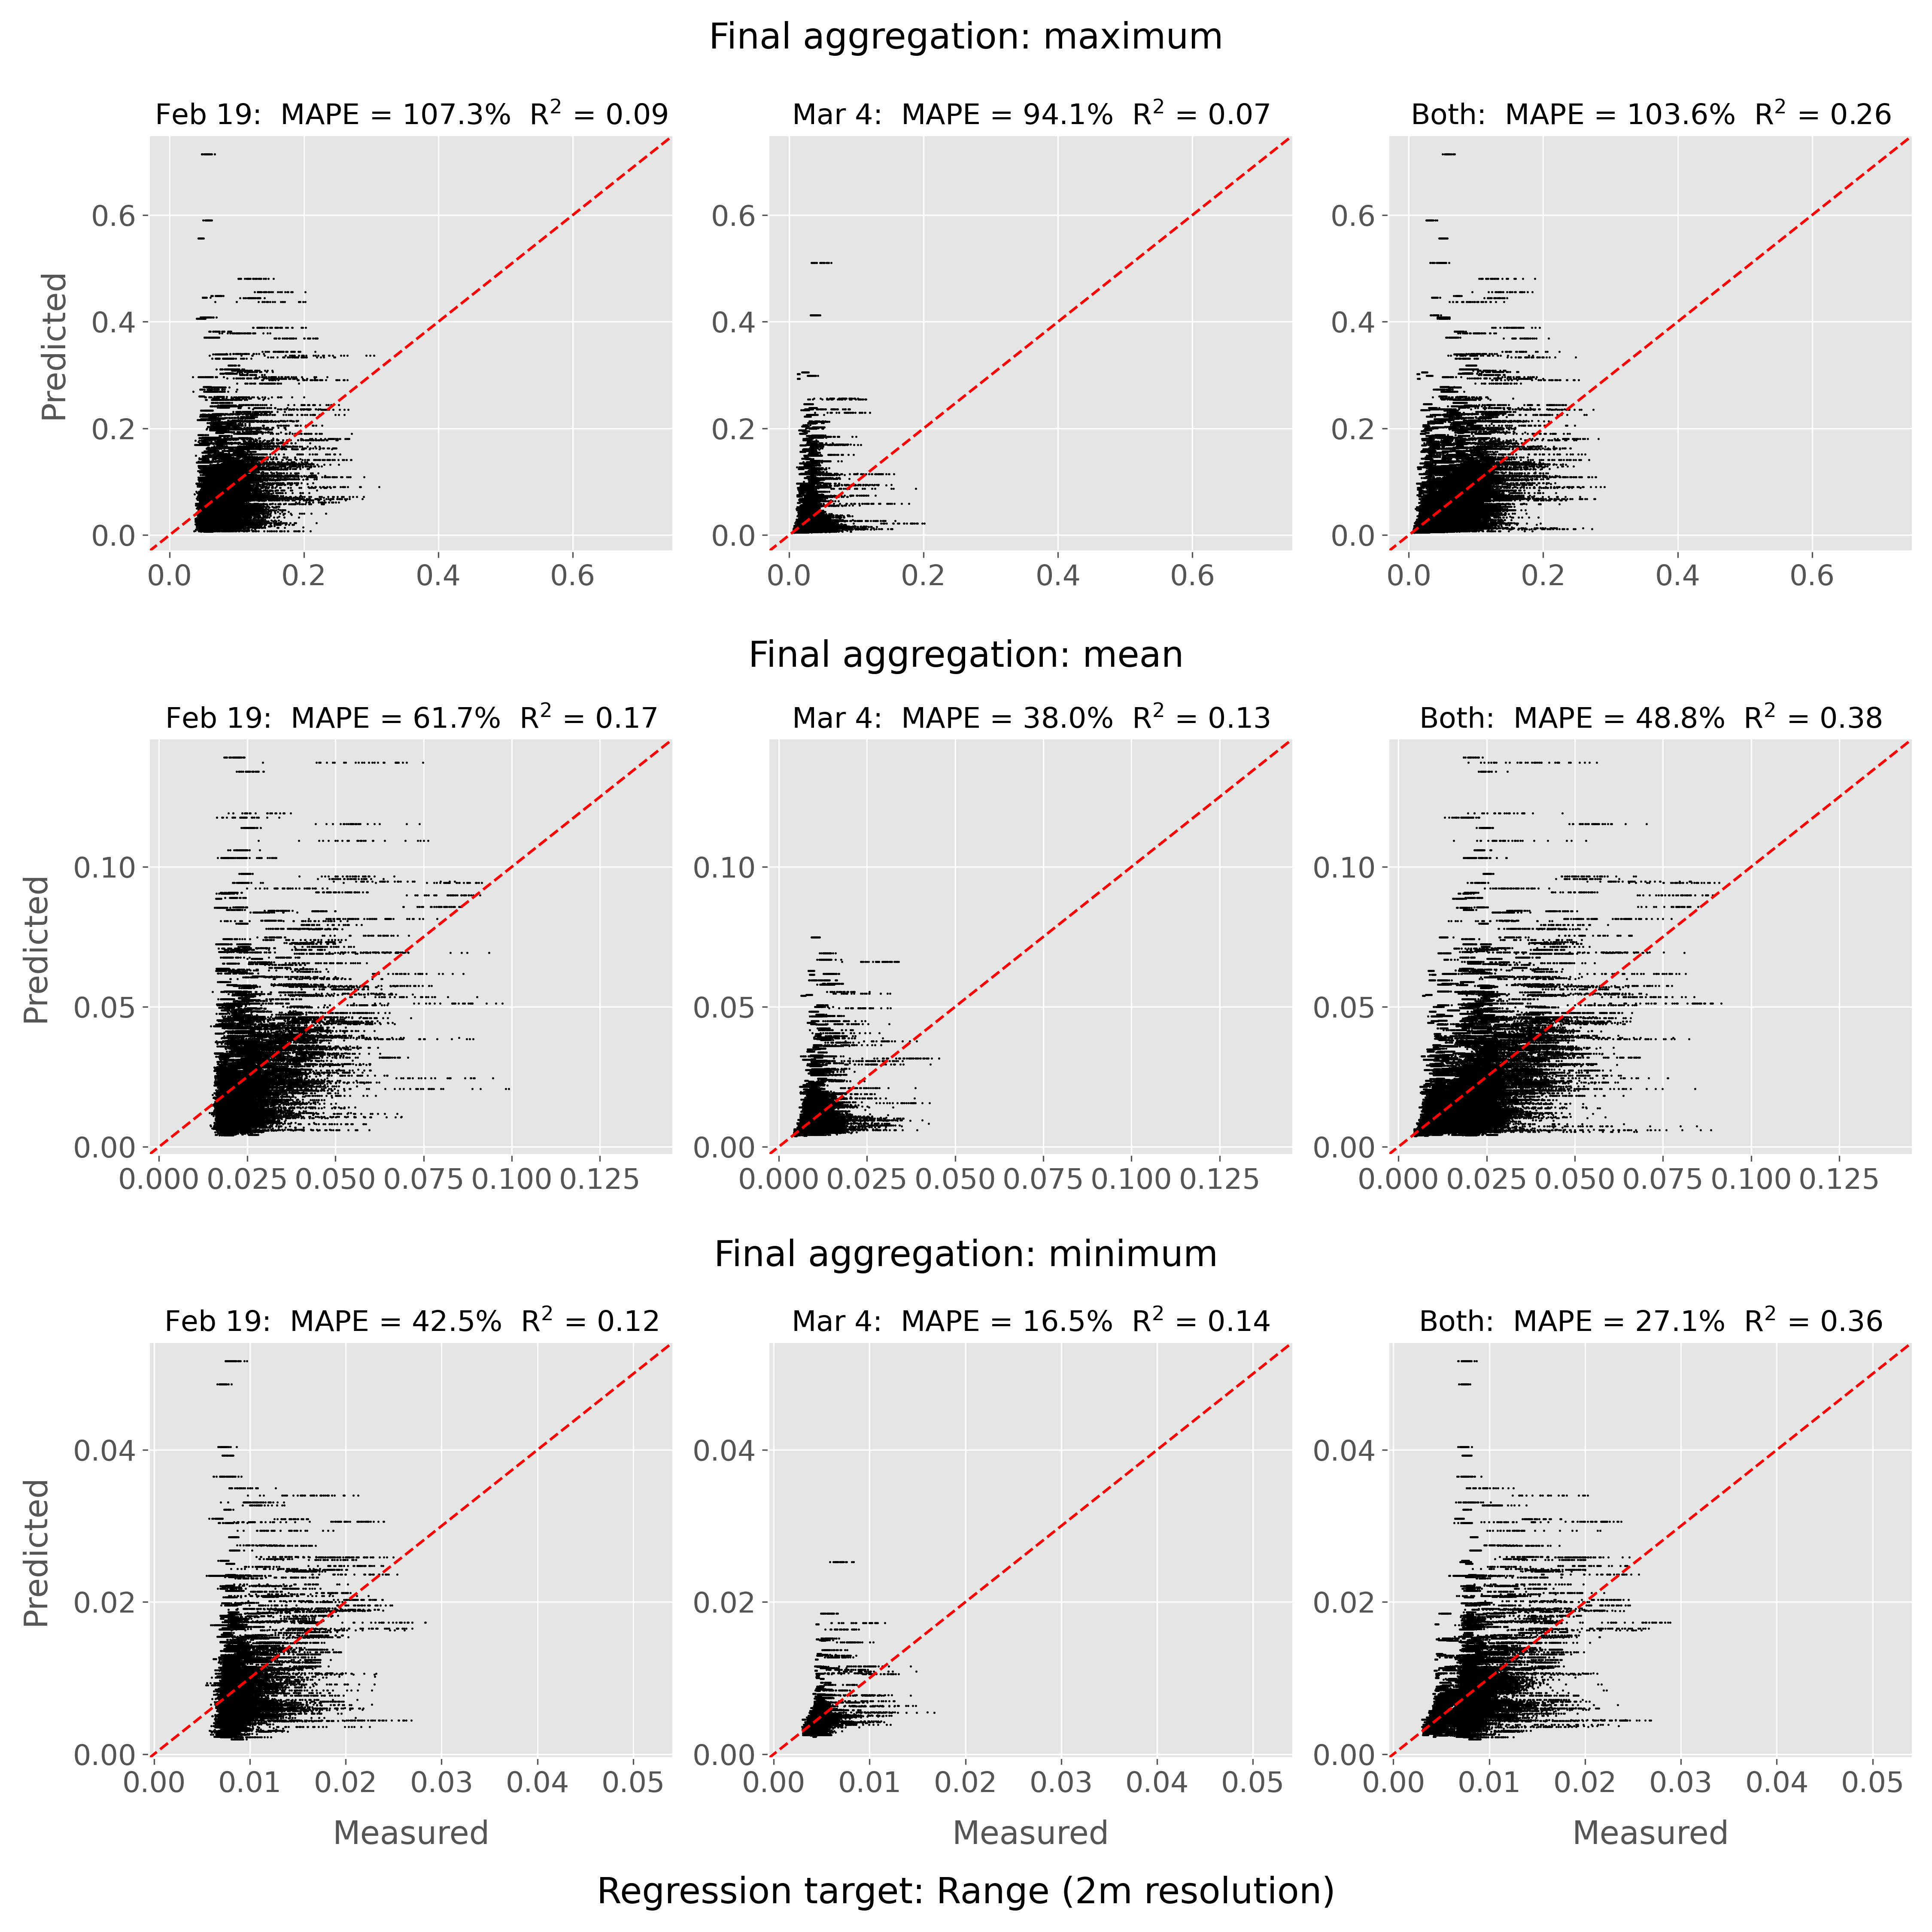 Final aggregation: maximum
Feb 19: MAPE = 107.3% R² = 0.09
Mar 4: MAPE = 94.1% R² = 0.07
Both: MAPE = 103.6% R² = 0.26
Predicted
0.6
0.4
0.2
0.0
0.0 0.2 0.4 0.6
0.6
0.4
0.2
0.0
0.0 0.2 0.4 0.6
0.6
0.4
0.2
0.0
0.0 0.2 0.4 0.6
Final aggregation: mean
Feb 19: MAPE = 61.7% R² = 0.17
Mar 4: MAPE = 38.0% R² = 0.13
Both: MAPE = 48.8% R² = 0.38
Predicted
0.10
0.05
0.00
0.000 0.025 0.050 0.075 0.100 0.125
0.10
0.05
0.00
0.000 0.025 0.050 0.075 0.100 0.125
0.10
0.05
0.00
0.000 0.025 0.050 0.075 0.100 0.125
Final aggregation: minimum
Feb 19: MAPE = 42.5% R² = 0.12
Mar 4: MAPE = 16.5% R² = 0.14
Both: MAPE = 27.1% R² = 0.36
Predicted
0.04
0.02
0.00
0.00 0.01 0.02 0.03 0.04 0.05
0.04
0.02
0.00
0.00 0.01 0.02 0.03 0.04 0.05
0.04
0.02
0.00
0.00 0.01 0.02 0.03 0.04 0.05
Measured
Measured
Measured
Regression target: Range (2m resolution)